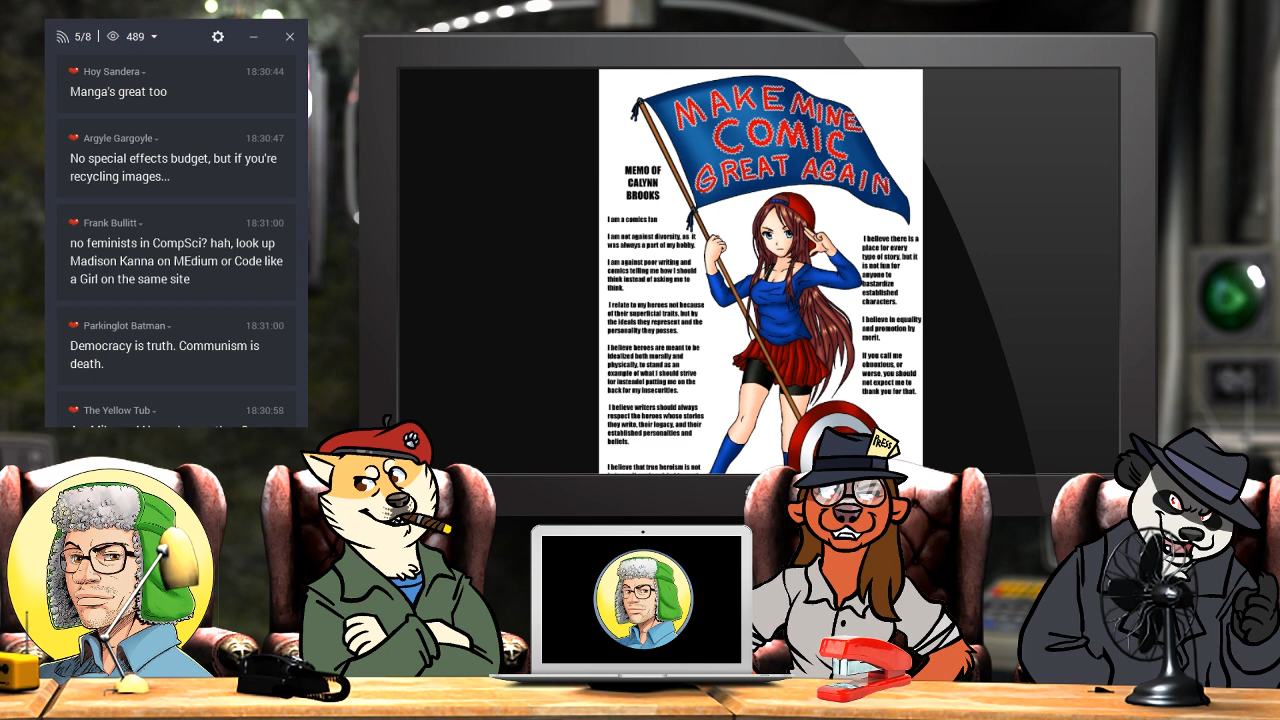 5/8 | 489
Hoy Sandera 18:30:44
Manga's great too
Argyle Gargoyle 18:30:47
No special effects budget, but if you're
recycling images...
Frank Bullitt 18:31:00
no feminists in CompSci? hah, look up
Madison Kanna on Medium or Code like
a Girl on the same site
Parkinglot Batman 18:31:00
Democracy is truth. Communism is
death.
The Yellow Tub 18:30:58
MAKE MINE
COMIC
GREAT AGAIN
MEMO OF
CALYNN
BROOKS
I am a comics fan
I am not against diversity, as it
was always a part of my hobby.
I am against poor writing and
comics telling me how I should
think instead of asking me to
think.
I relate to my heroes not because
of their superficial traits, but by
the ideals they represent and the
personality they posses.
I believe heroes are meant to be
idealized both morally and
physically, to stand as an
example of what I should strive
for insteadof putting me on the
back for my insecurities.
I believe writers should always
respect the heroes whose stories
they write, their legacy, and their
established personalties and
beliefs.
I believe that true heroism is not
I believe there is a
place for every
type of story, but it
is not fun for
anyone to
bastardize
established
characters.
I believe in equality
and promotion by
merit.
If you call me
obnoxious, or
worse, you should
not expect me to
thank you for that.
PRESS